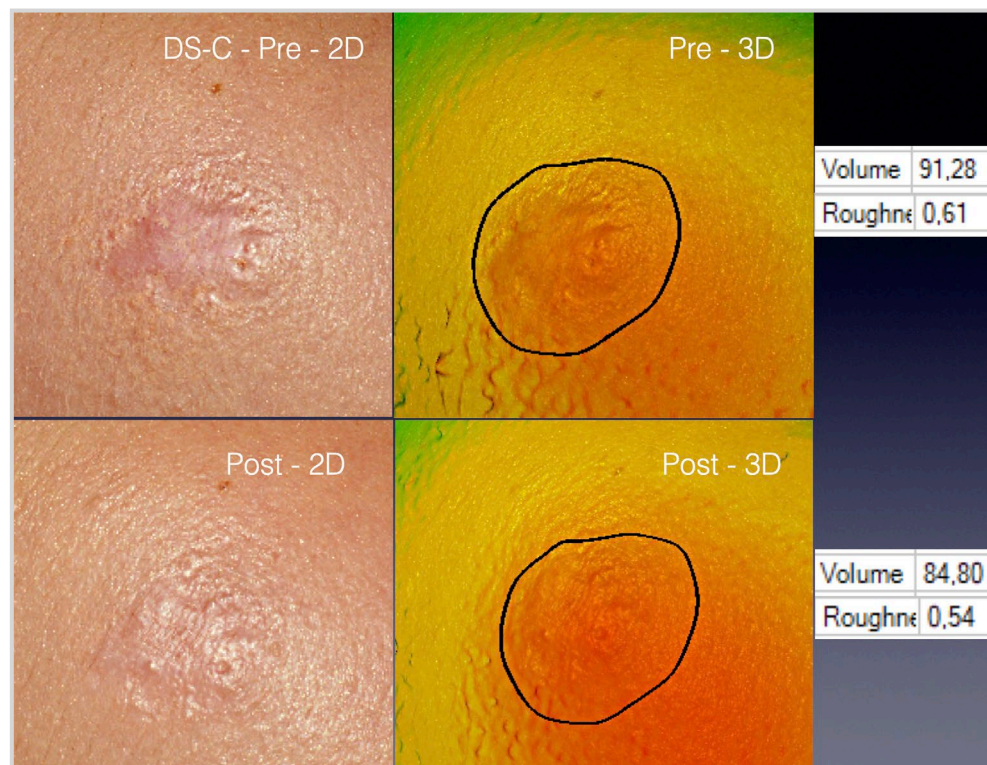 DS-C - Pre - 2D
Pre - 3D
Volume 91,28
Roughne 0,61
Post - 2D
Post - 3D
Volume 84,80
Roughne 0,54